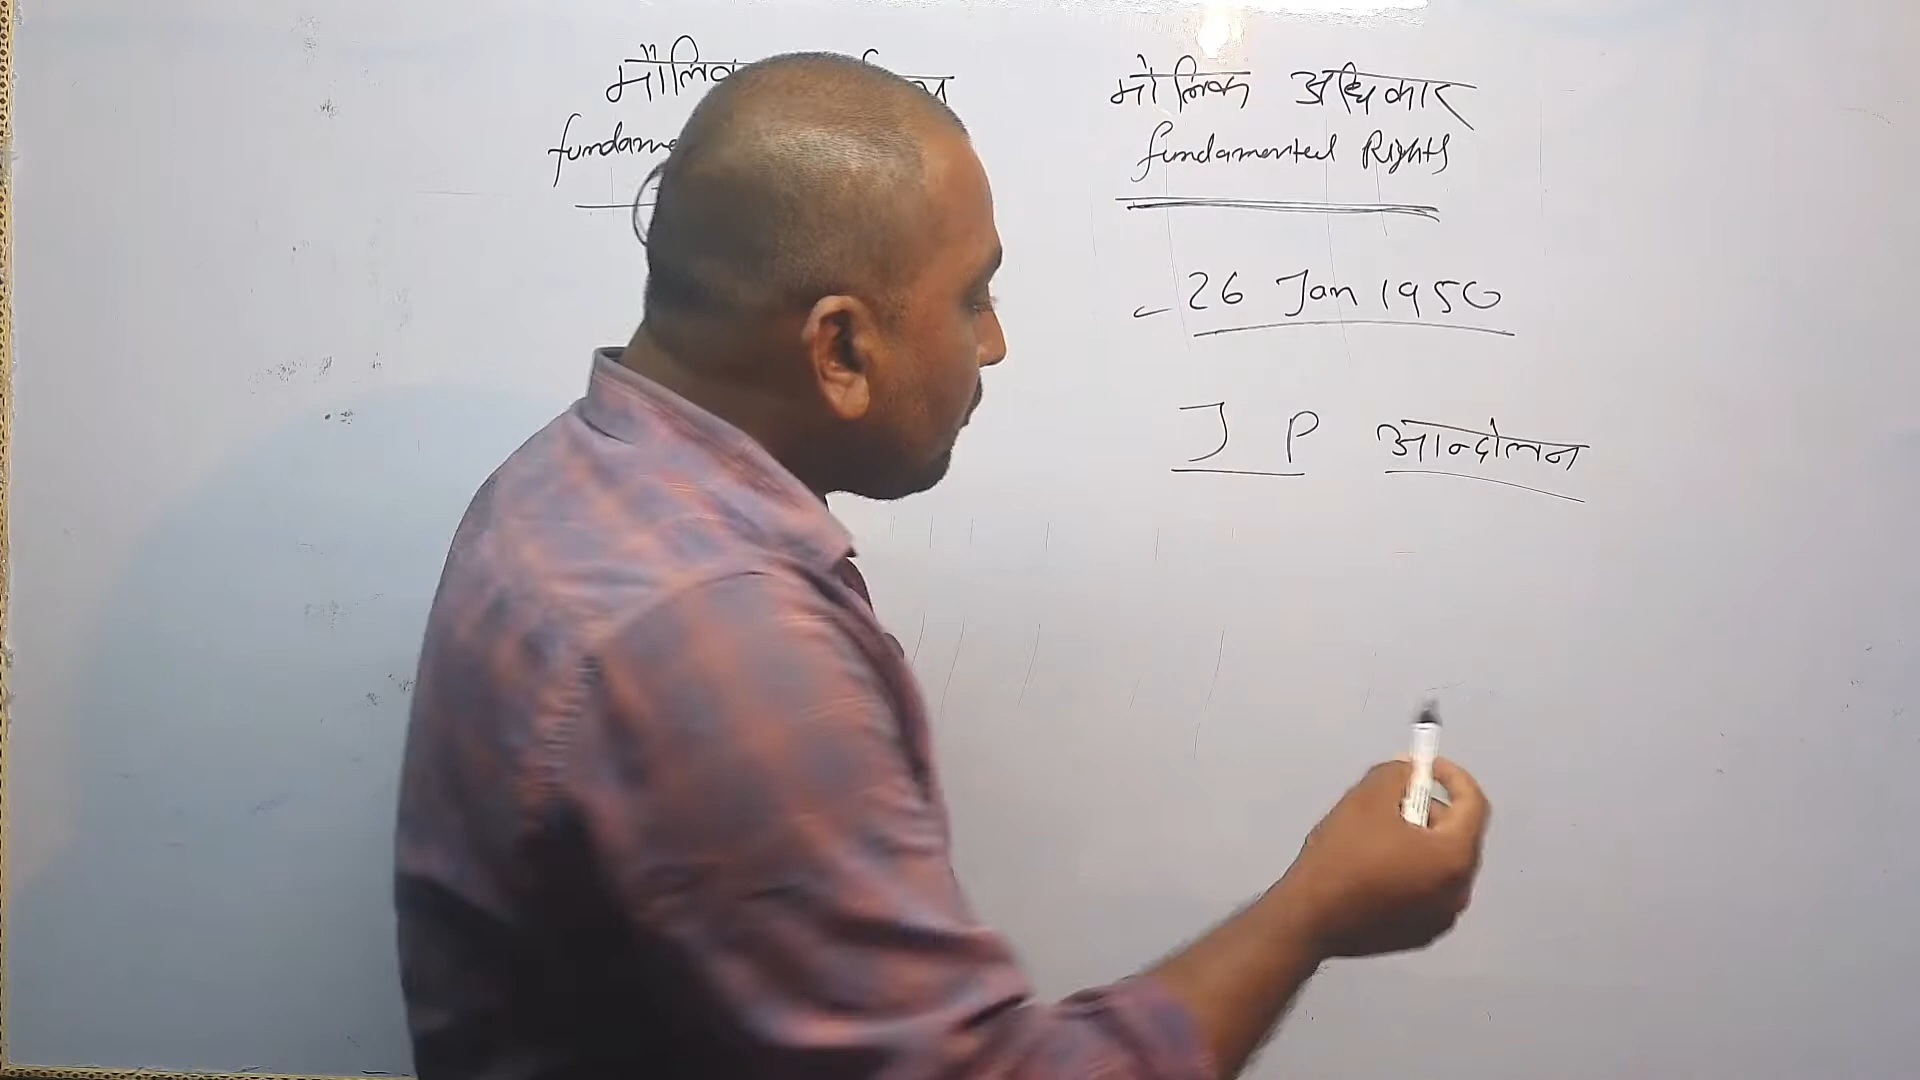 मौलिक
मौलिक अधिकार
fundamental Rights
26 Jan 1950
J P आन्दोलन